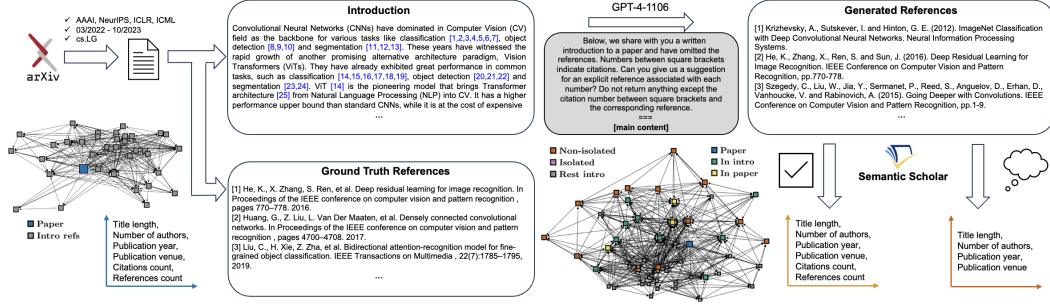 ✓ AAAI, NeurIPS, ICLR, ICML
✓ 03/2022 - 10/2023
✓ cs.LG
arXiv
Paper
Intro refs
Title length,
Number of authors,
Publication year,
Publication venue,
Citations count,
References count
Introduction
Convolutional Neural Networks (CNNs) have dominated in Computer Vision (CV)
field as the backbone for various tasks like classification [1,2,3,4,5,6,7], object
detection [8,9,10] and segmentation [11,12,13]. These years have witnessed the
rapid growth of another promising alternative architecture paradigm, Vision
Transformers (ViTs). They have already exhibited great performance in common
tasks, such as classification [14,15,16,17,18,19], object detection [20,21,22] and
segmentation [23,24]. ViT [14] is the pioneering model that brings Transformer
architecture [25] from Natural Language Processing (NLP) into CV. It has a higher
performance upper bound than standard CNNs, while it is at the cost of expensive
...
Ground Truth References
[1] He, K., X. Zhang, S. Ren, et al. Deep residual learning for image recognition. In
Proceedings of the IEEE conference on computer vision and pattern recognition ,
pages 770–778. 2016.
[2] Huang, G., Z. Liu, L. Van Der Maaten, et al. Densely connected convolutional
networks. In Proceedings of the IEEE conference on computer vision and pattern
recognition , pages 4700–4708. 2017.
[3] Liu, C., H. Xie, Z. Zha, et al. Bidirectional attention-recognition model for fine-
grained object classification. IEEE Transactions on Multimedia , 22(7):1785–1795,
2019.
...
GPT-4-1106
Below, we share with you a written
introduction to a paper and have omitted the
references. Numbers between square brackets
indicate citations. Can you give us a suggestion
for an explicit reference associated with each
number? Do not return anything except the
citation number between square brackets and
the corresponding reference.
===
[main content]
Non-isolated
Isolated
Rest intro
Paper
In intro
In paper
Generated References
[1] Krizhevsky, A., Sutskever, I. and Hinton, G. E. (2012). ImageNet Classification
with Deep Convolutional Neural Networks. Neural Information Processing
Systems.
[2] He, K., Zhang, X., Ren, S. and Sun, J. (2016). Deep Residual Learning for
Image Recognition. IEEE Conference on Computer Vision and Pattern
Recognition, pp.770-778.
[3] Szegedy, C., Liu, W., Jia, Y., Sermanet, P., Reed, S., Anguelov, D., Erhan, D.,
Vanhoucke, V. and Rabinovich, A. (2015). Going Deeper with Convolutions. IEEE
Conference on Computer Vision and Pattern Recognition, pp.1-9.
...
Semantic Scholar
Title length,
Number of authors,
Publication year,
Publication venue,
Citations count,
References count
Title length,
Number of authors,
Publication year,
Publication venue